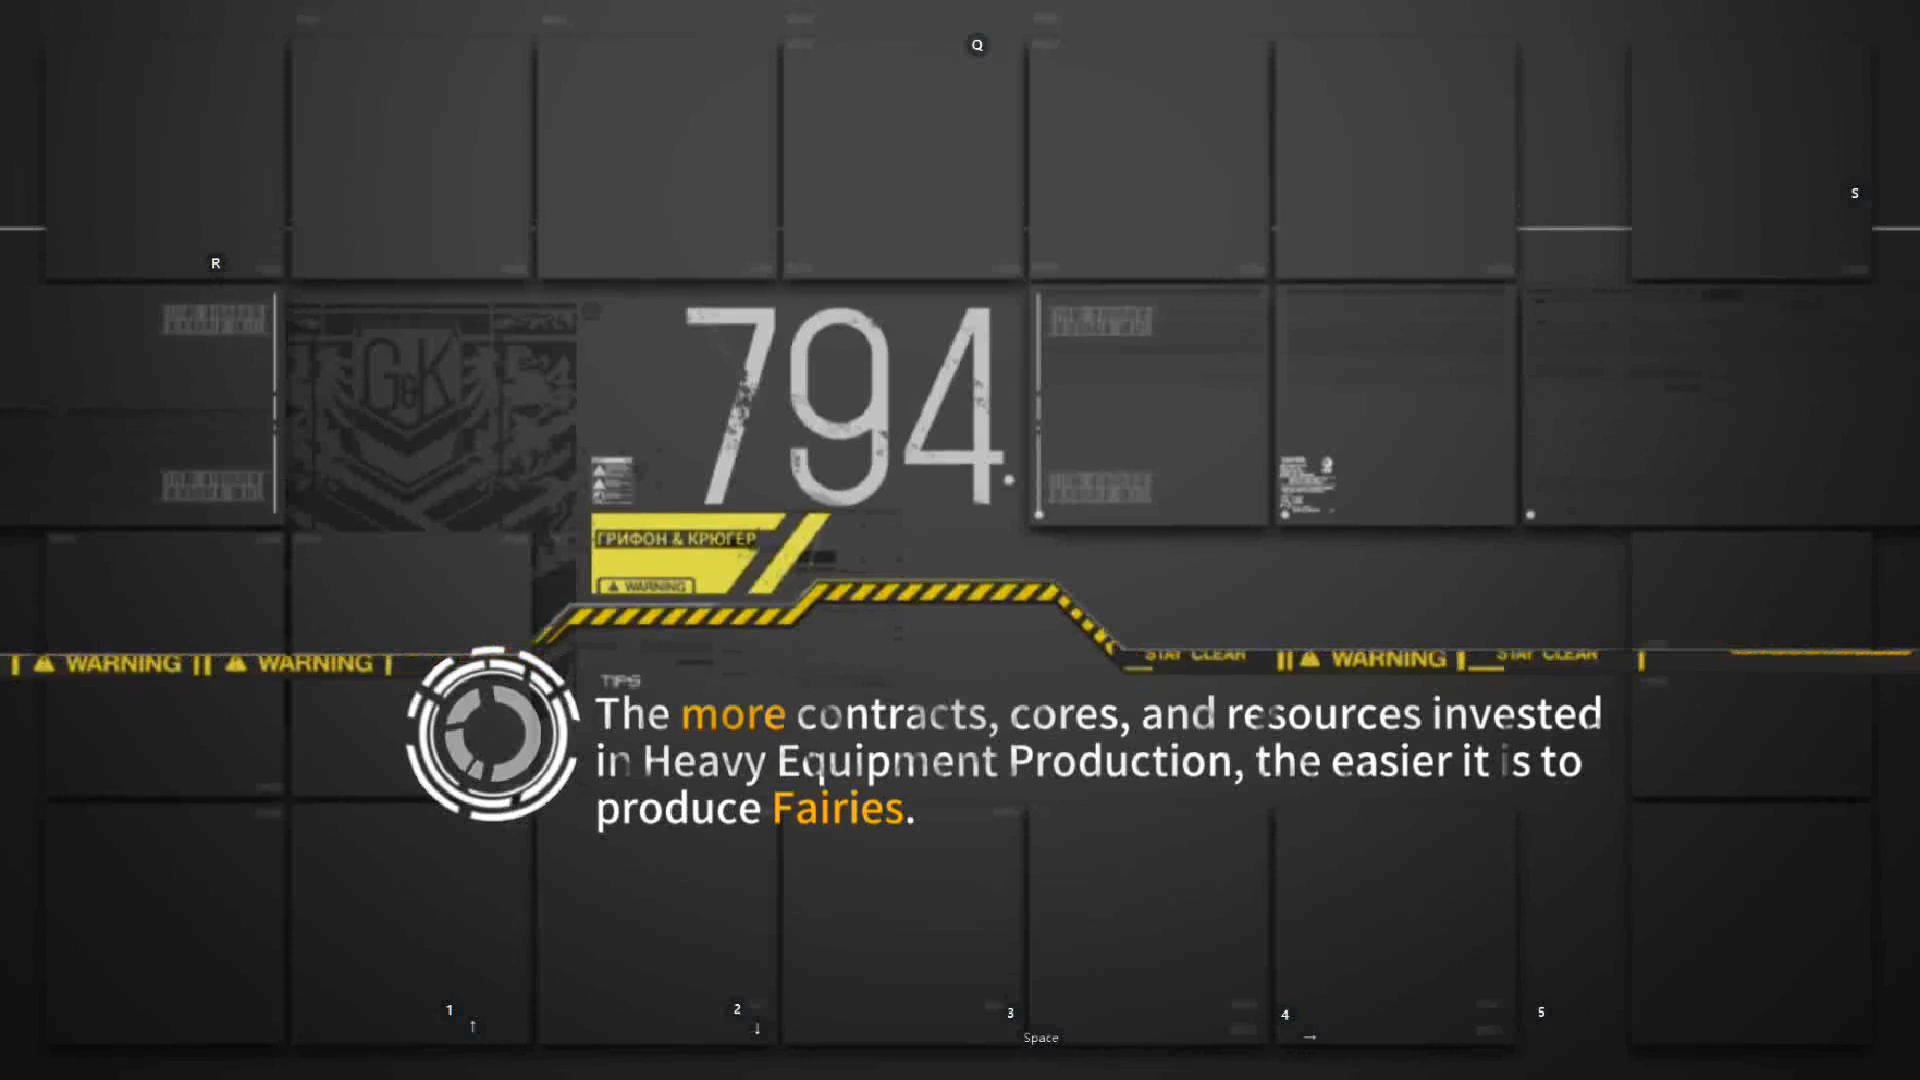 Q
S
R
G&K
794.
ГРИФОН & КРЮГЕР
WARNING
WARNING WARNING
STAY CLEAR WARNING STAY CLEAR
TIPS
The more contracts, cores, and resources invested
in Heavy Equipment Production, the easier it is to
produce Fairies.
1 2 3 4 5
↑ ↓ Space →